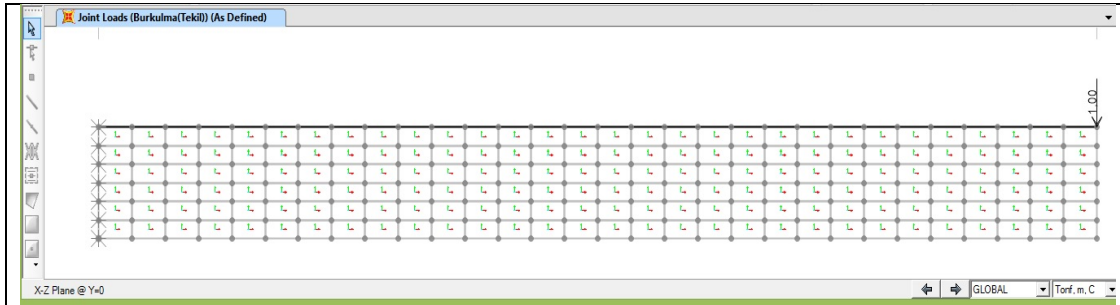 Joint Loads (Burkulma(Tekil)) (As Defined)
1.00
X-Z Plane @ Y=0
GLOBAL
Tonf, m, C